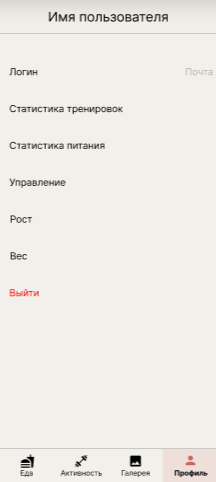 Имя пользователя
Логин Почта
Статистика тренировок
Статистика питания
Управление
Рост
Вес
Выйти
Еда Активность Галерея Профиль